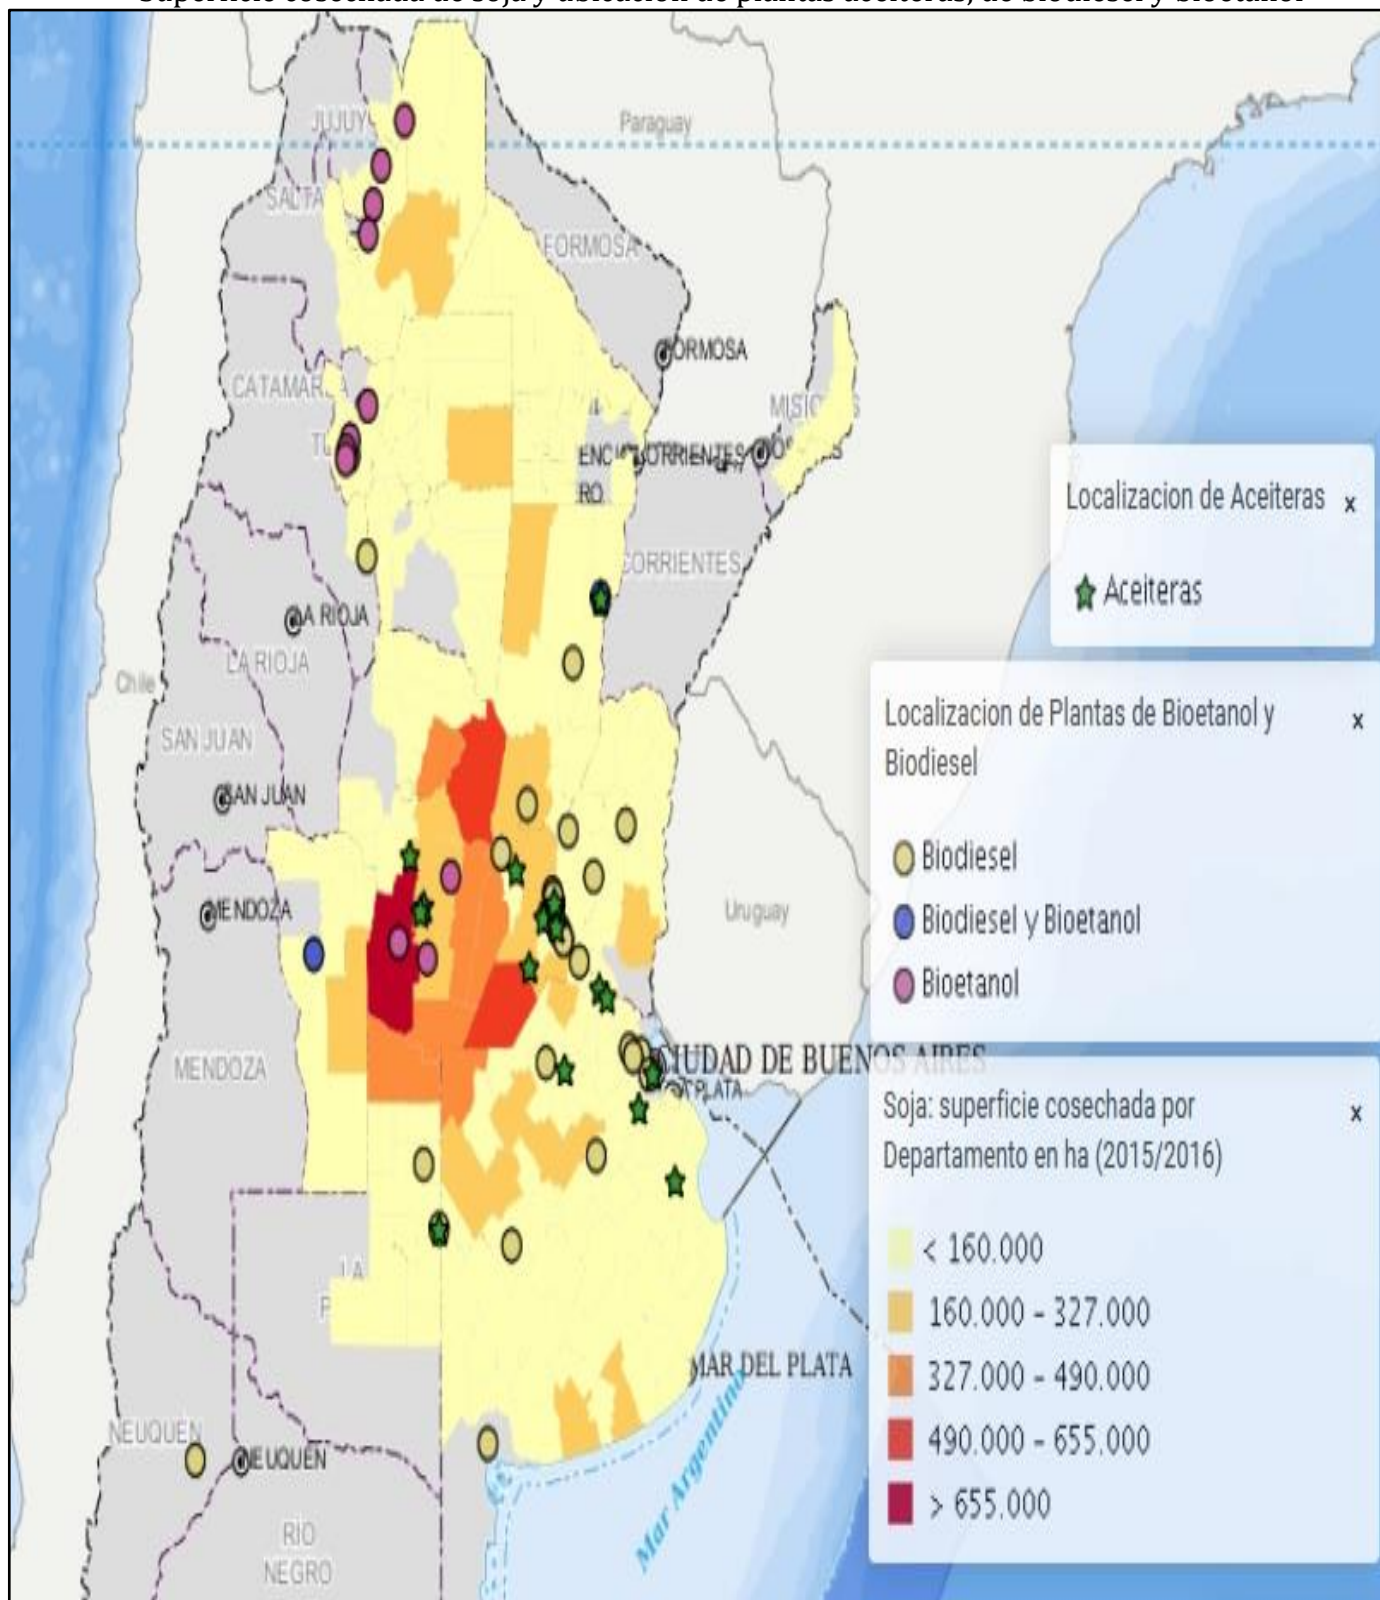 Superficie cosechada de soja y ubicación de plantas aceiteras, de biodiesel y bioetanol
JUJUY
Paraguay
SALTA
FORMOSA
FORMOSA
CATAMARCA
MISIONES
CORRIENTES
CORRIENTES
LA RIOJA
LA RIOJA
Chile
SAN JUAN
SAN JUAN
MENDOZA
Uruguay
MENDOZA
CIUDAD DE BUENOS AIRES
PLATA
LA
P
MAR DEL PLATA
Mar Argentino
NEUQUÉN
NEUQUÉN
RÍO
NEGRO
Localizacion de Aceiteras x
Aceiteras
Localizacion de Plantas de Bioetanol y x
Biodiesel
Biodiesel
Biodiesel y Bioetanol
Bioetanol
Soja: superficie cosechada por x
Departamento en ha (2015/2016)
< 160.000
160.000 - 327.000
327.000 - 490.000
490.000 - 655.000
> 655.000